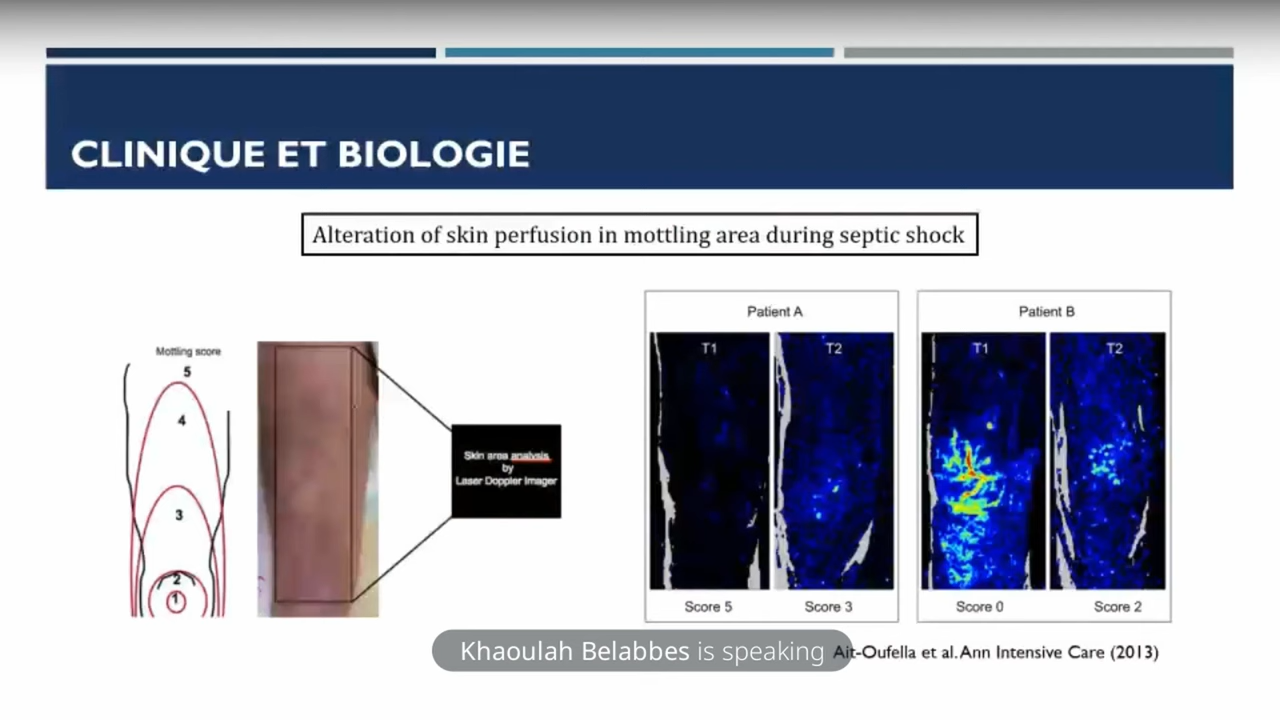 CLINIQUE ET BIOLOGIE
Alteration of skin perfusion in mottling area during septic shock
Mottling score
5
4
3
2
1
Skin area analysis
by
Laser Doppler Imager
Patient A
T1
T2
Score 5
Score 3
Patient B
T1
T2
Score 0
Score 2
Khaoulah Belabbes is speaking
Ait-Oufella et al. Ann Intensive Care (2013)